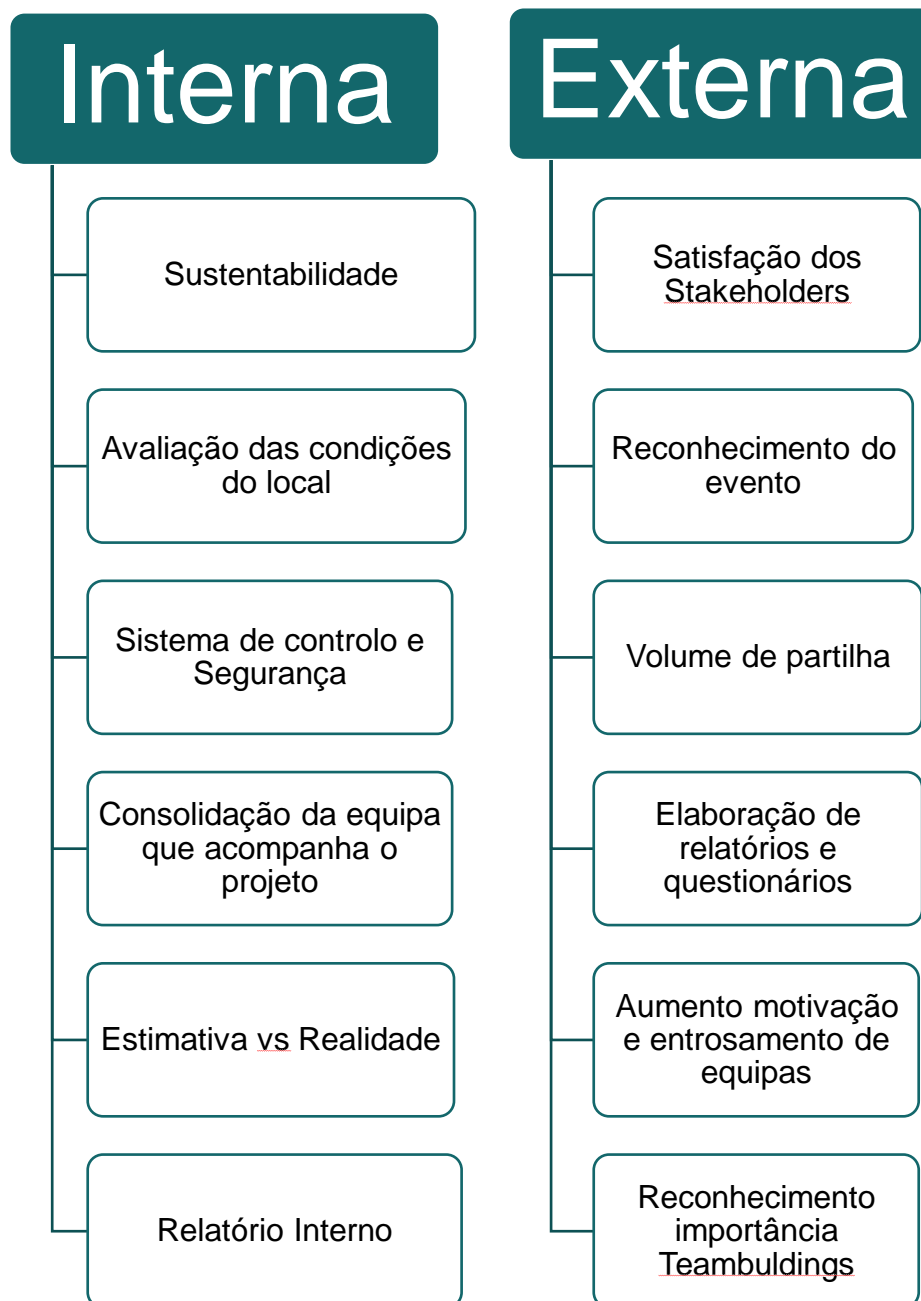 Interna
Sustentabilidade
Avaliação das condições
do local
Sistema de controlo e
Segurança
Consolidação da equipa
que acompanha o
projeto
Estimativa vs Realidade
Relatório Interno
Externa
Satisfação dos
Stakeholders
Reconhecimento do
evento
Volume de partilha
Elaboração de
relatórios e
questionários
Aumento motivação
e entrosamento de
equipas
Reconhecimento
importância
Teambuldings